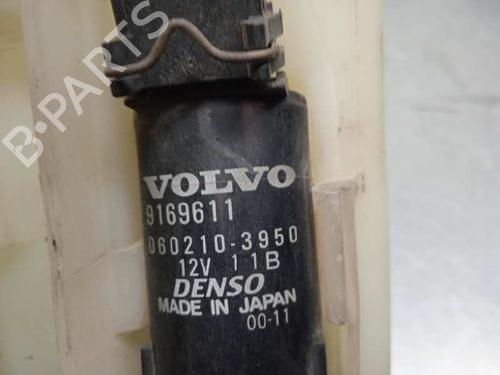 B-PARTS
VOLVO
9169611
060210-3950
12V 11B
DENSO
MADE IN JAPAN
00-11